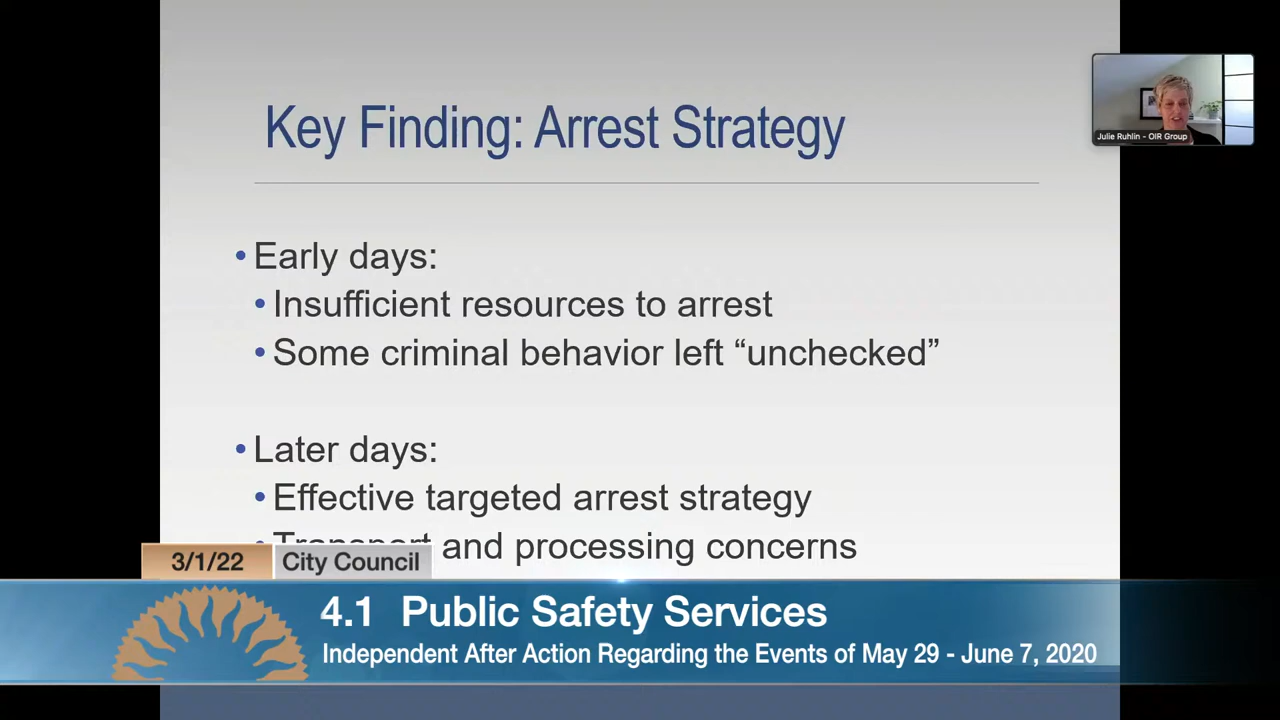 Key Finding: Arrest Strategy
Julie Ruhlin - OIR Group
• Early days:
• Insufficient resources to arrest
• Some criminal behavior left “unchecked”
• Later days:
• Effective targeted arrest strategy
• Transport and processing concerns
3/1/22 City Council
4.1 Public Safety Services
Independent After Action Regarding the Events of May 29 - June 7, 2020